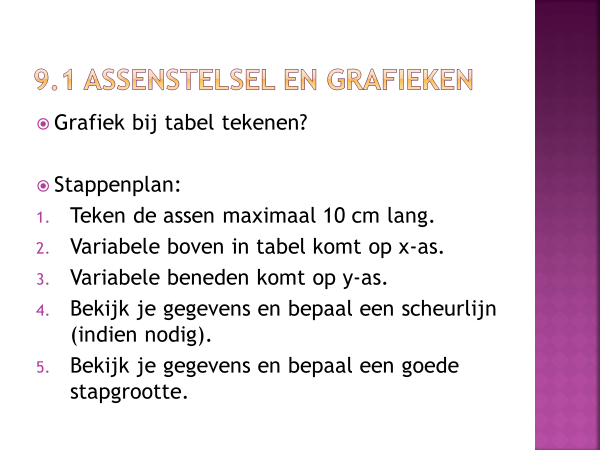 9.1 ASSENSTELSEL EN GRAFIEKEN
Grafiek bij tabel tekenen?
Stappenplan:
1. Teken de assen maximaal 10 cm lang.
2. Variabele boven in tabel komt op x-as.
3. Variabele beneden komt op y-as.
4. Bekijk je gegevens en bepaal een scheurlijn
(indien nodig).
5. Bekijk je gegevens en bepaal een goede
stapgrootte.